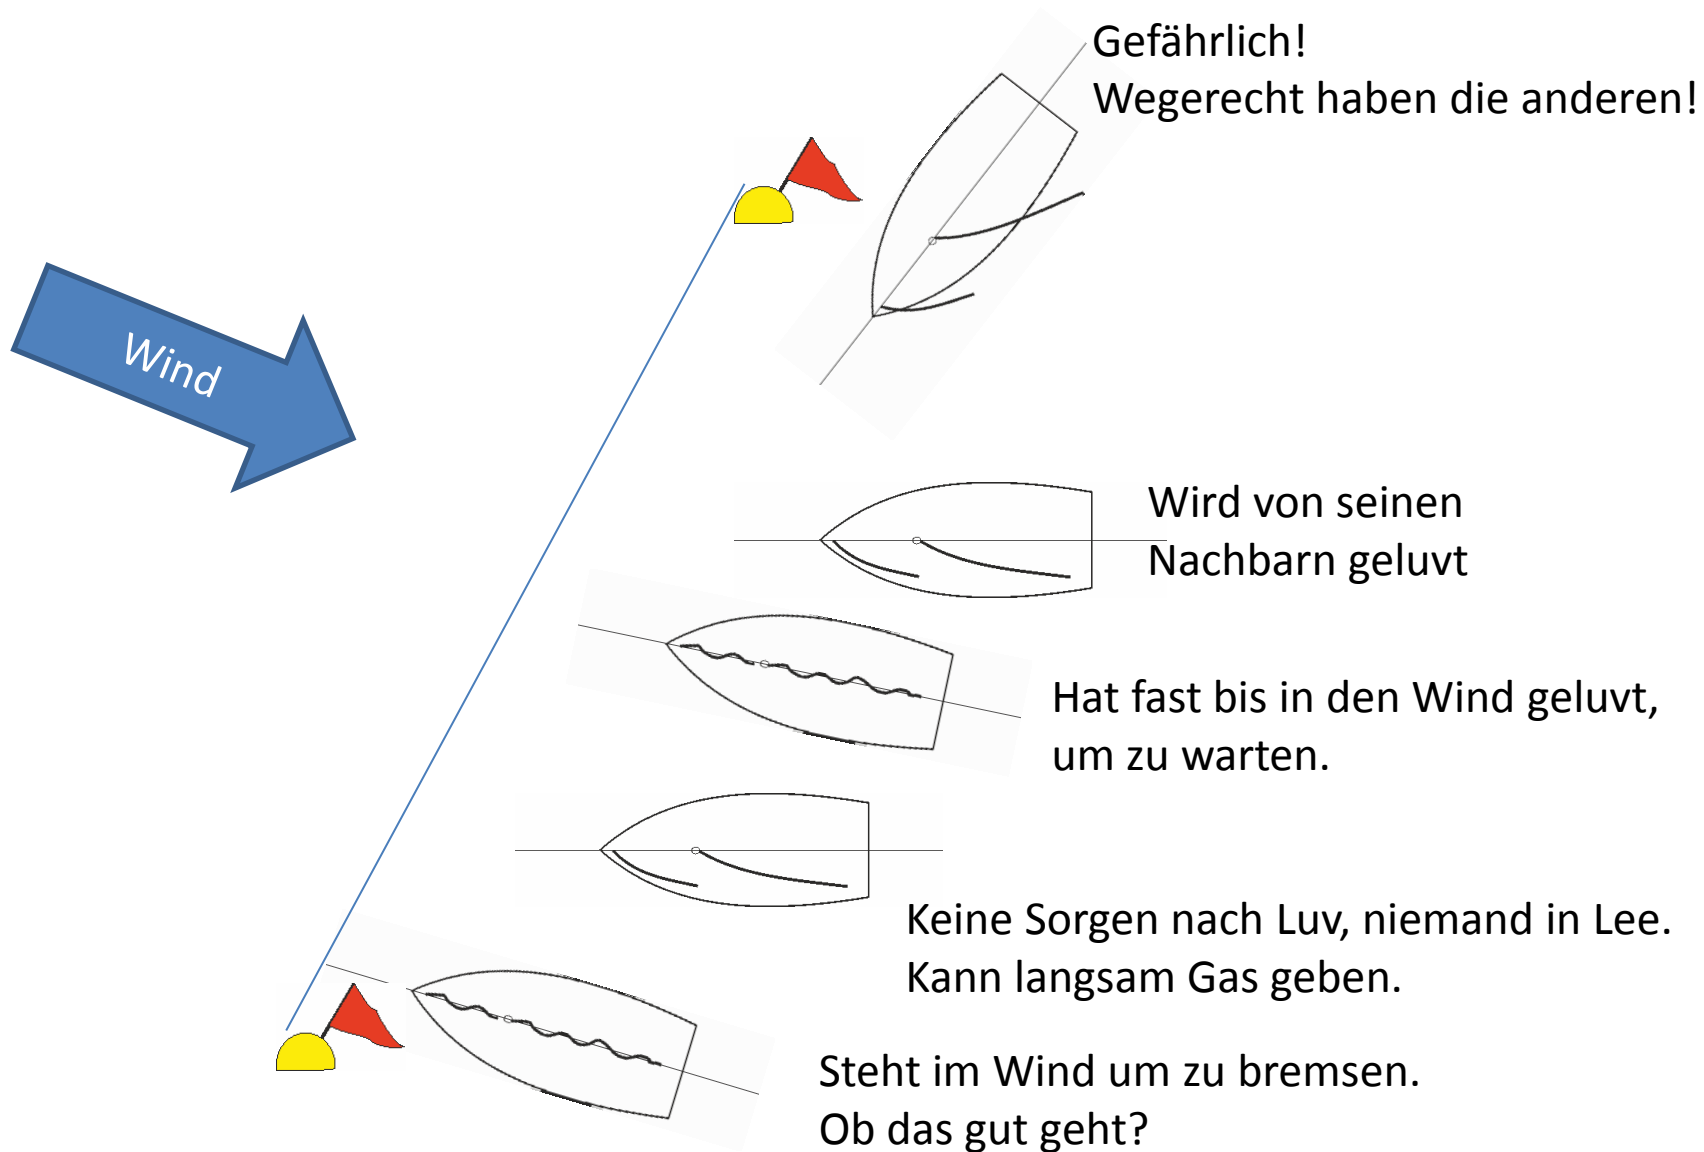 Gefährlich!
Wegerecht haben die anderen!
Wind
Wird von seinen
Nachbarn geluvt
Hat fast bis in den Wind geluvt,
um zu warten.
Keine Sorgen nach Luv, niemand in Lee.
Kann langsam Gas geben.
Steht im Wind um zu bremsen.
Ob das gut geht?